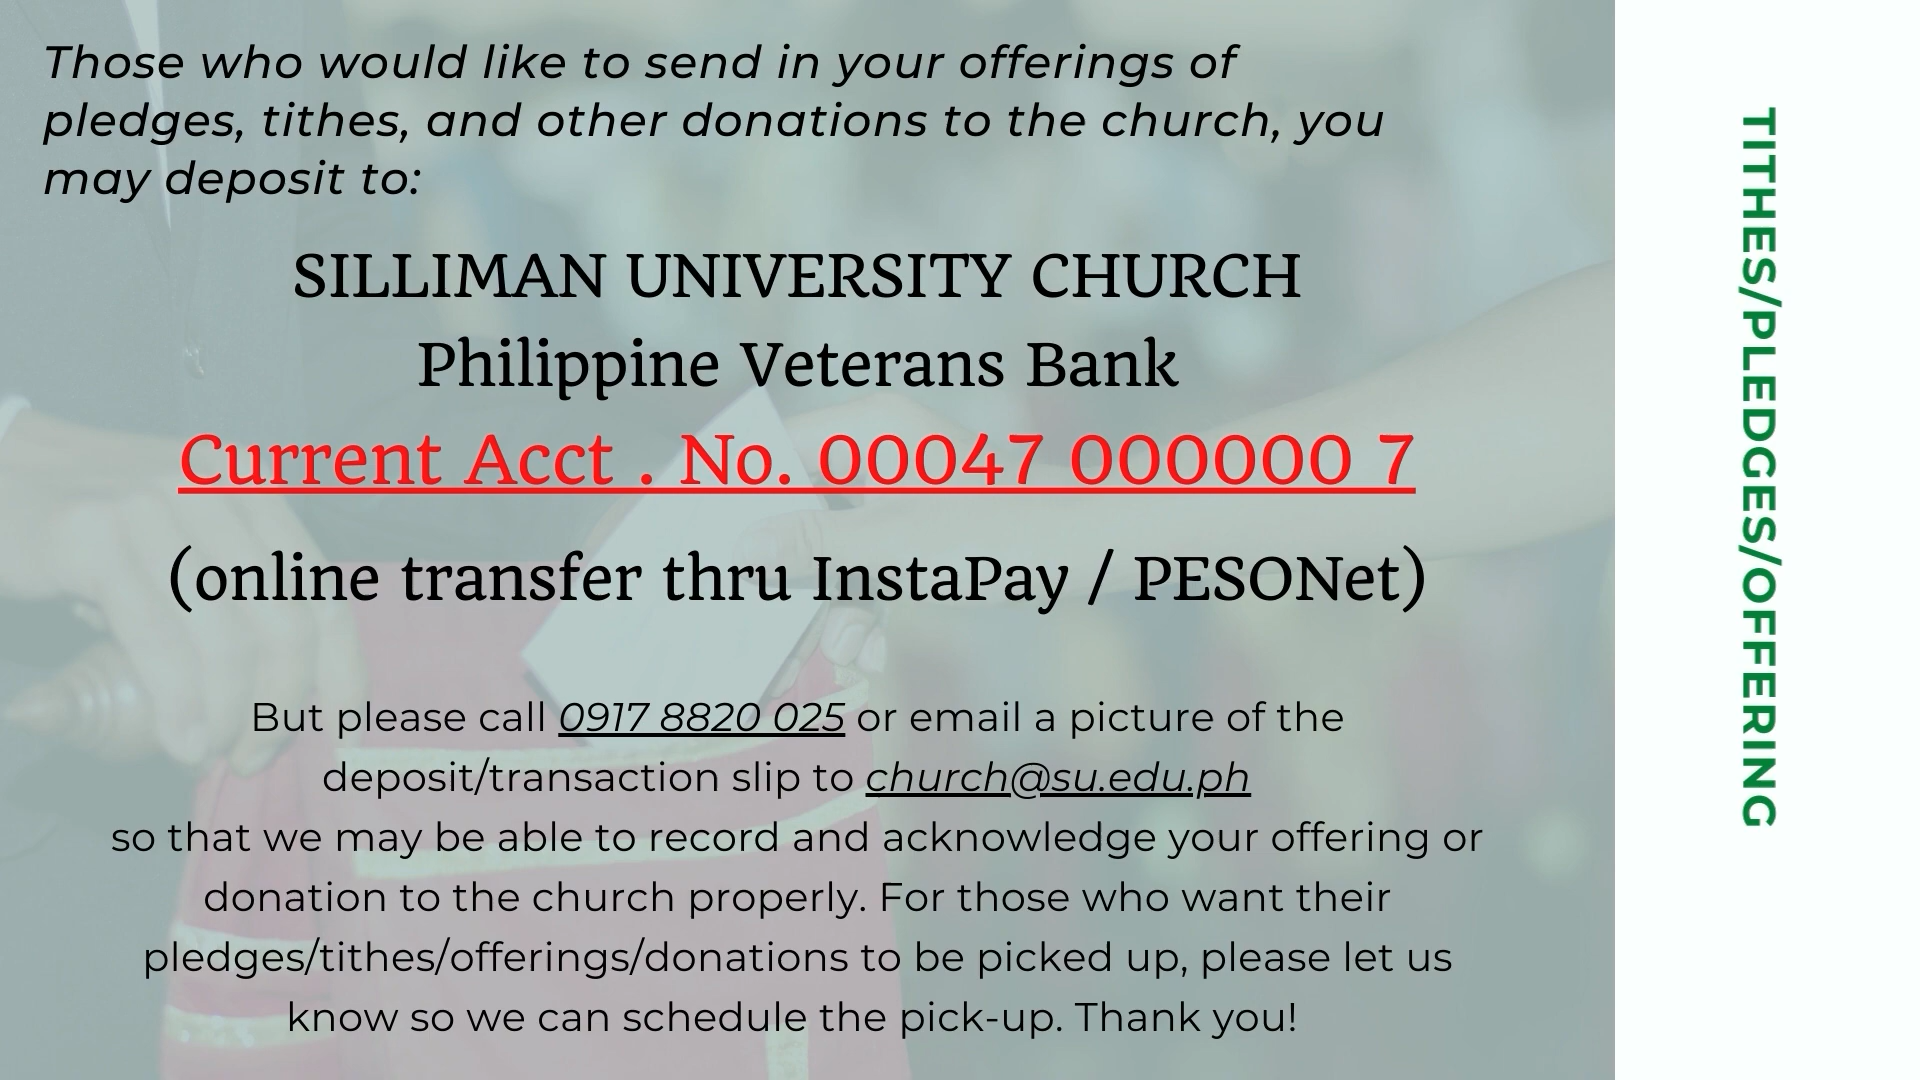 Those who would like to send in your offerings of
pledges, tithes, and other donations to the church, you
may deposit to:
SILLIMAN UNIVERSITY CHURCH
Philippine Veterans Bank
Current Acct . No. 00047 000000 7
(online transfer thru InstaPay / PESONet)
But please call 0917 8820 025 or email a picture of the
deposit/transaction slip to church@su.edu.ph
so that we may be able to record and acknowledge your offering or
donation to the church properly. For those who want their
pledges/tithes/offerings/donations to be picked up, please let us
know so we can schedule the pick-up. Thank you!
TITHES/PLEDGES/OFFERING